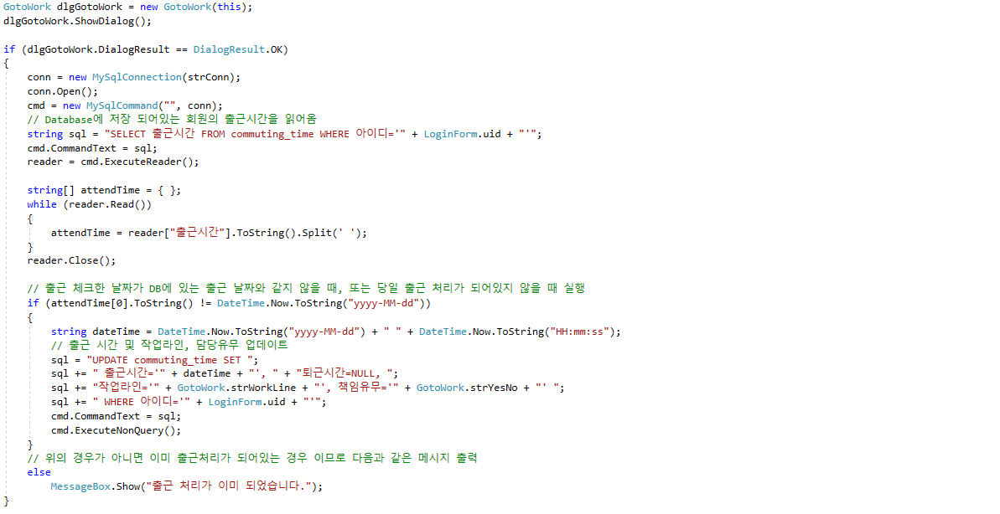 GotoWork dlgGotoWork = new GotoWork(this);
dlgGotoWork.ShowDialog();
if (dlgGotoWork.DialogResult == DialogResult.OK)
{
conn = new MySqlConnection(strConn);
conn.Open();
cmd = new MySqlCommand("", conn);
// Database에 저장 되어있는 회원의 출근시간을 읽어옴
string sql = "SELECT 출근시간 FROM commuting_time WHERE 아이디='" + LoginForm.uid + "'";
cmd.CommandText = sql;
reader = cmd.ExecuteReader();
string[] attendTime = { };
while (reader.Read())
{
attendTime = reader["출근시간"].ToString().Split(' ');
}
reader.Close();
// 출근 체크한 날짜가 DB에 있는 출근 날짜와 같지 않을 때, 또는 당일 출근 처리가 되어있지 않을 때 실행
if (attendTime[0].ToString() != DateTime.Now.ToString("yyyy-MM-dd"))
{
string dateTime = DateTime.Now.ToString("yyyy-MM-dd") + " " + DateTime.Now.ToString("HH:mm:ss");
// 출근 시간 및 작업라인, 담당유무 업데이트
sql = "UPDATE commuting_time SET ";
sql += " 출근시간='" + dateTime + "', " + "퇴근시간=NULL, ";
sql += "작업라인='" + GotoWork.strWorkLine + "', 책임유무='" + GotoWork.strYesNo + "' ";
sql += " WHERE 아이디='" + LoginForm.uid + "'";
cmd.CommandText = sql;
cmd.ExecuteNonQuery();
}
// 위의 경우가 아니면 이미 출근처리가 되어있는 경우 이므로 다음과 같은 메시지 출력
else
MessageBox.Show("출근 처리가 이미 되었습니다.");
}